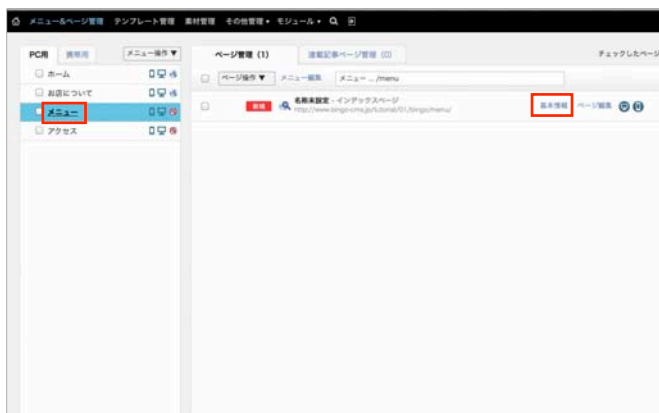 メニュー&ページ管理 テンプレート管理 素材管理 その他管理 モジュール
PC用 携帯用 メニュー操作▼
ホーム
お店について
メニュー
アクセス
ページ管理 (1) 連載記事ページ管理 (0) チェックしたページ
ページ操作▼ メニュー編集 メニュー ... /menu
新規 名称未設定 - インデックスページ 基本情報 ページ編集
http://www.bingo-cms.jp/tutorial/01/bingo/menu/